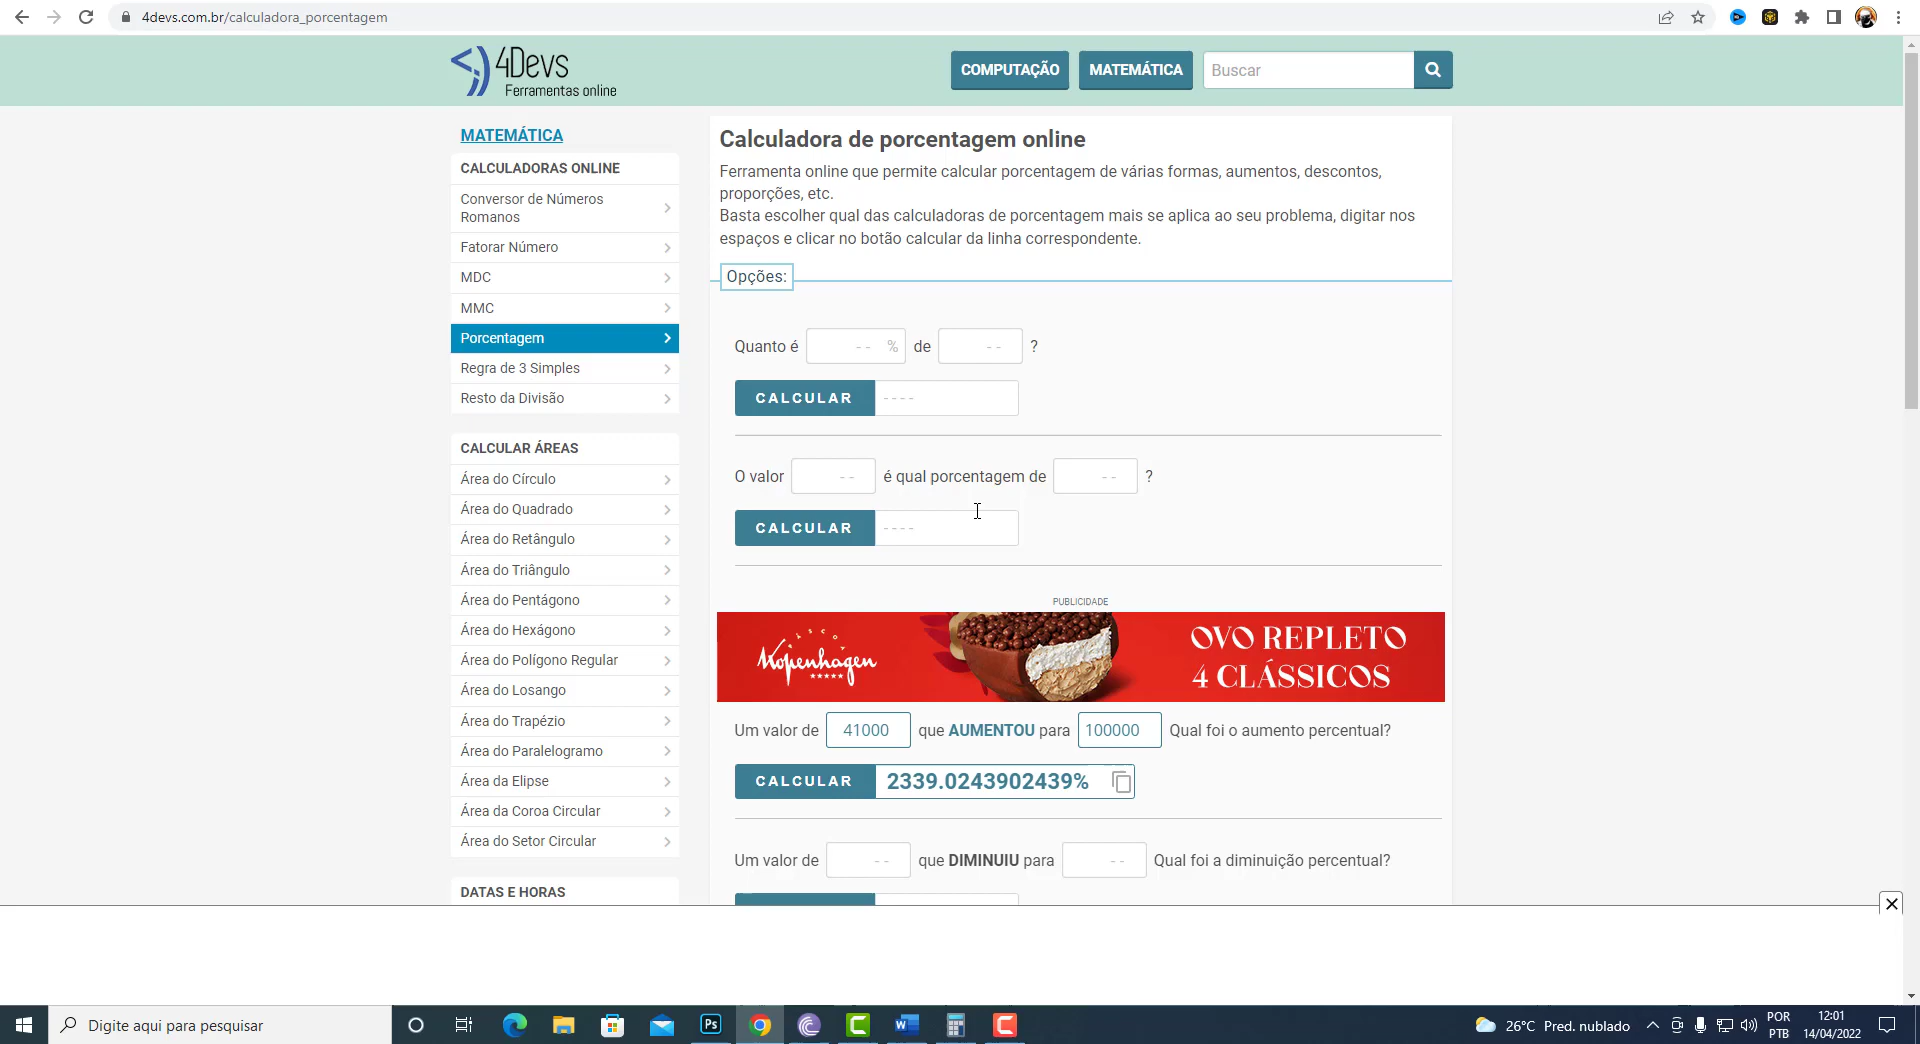 4devs.com.br/calculadora_porcentagem
4Devs
Ferramentas online
COMPUTAÇÃO
MATEMÁTICA
Buscar
MATEMÁTICA
CALCULADORAS ONLINE
Conversor de Números
Romanos
Fatorar Número
MDC
MMC
Porcentagem
Regra de 3 Simples
Resto da Divisão
CALCULAR ÁREAS
Área do Círculo
Área do Quadrado
Área do Retângulo
Área do Triângulo
Área do Pentágono
Área do Hexágono
Área do Polígono Regular
Área do Losango
Área do Trapézio
Área do Paralelogramo
Área da Elipse
Área da Coroa Circular
Área do Setor Circular
DATAS E HORAS
Calculadora de porcentagem online
Ferramenta online que permite calcular porcentagem de várias formas, aumentos, descontos,
proporções, etc.
Basta escolher qual das calculadoras de porcentagem mais se aplica ao seu problema, digitar nos
espaços e clicar no botão calcular da linha correspondente.
Opções:
Quanto é -- % de -- ?
CALCULAR ----
O valor -- é qual porcentagem de -- ?
CALCULAR ----
PUBLICIDADE
LISCO
Kopenhagen
OVO REPLETO
4 CLÁSSICOS
Um valor de 41000 que AUMENTOU para 100000 Qual foi o aumento percentual?
CALCULAR 2339.0243902439%
Um valor de -- que DIMINUIU para -- Qual foi a diminuição percentual?
Digite aqui para pesquisar
Ps
26°C Pred. nublado
POR
PTB
12:01
14/04/2022